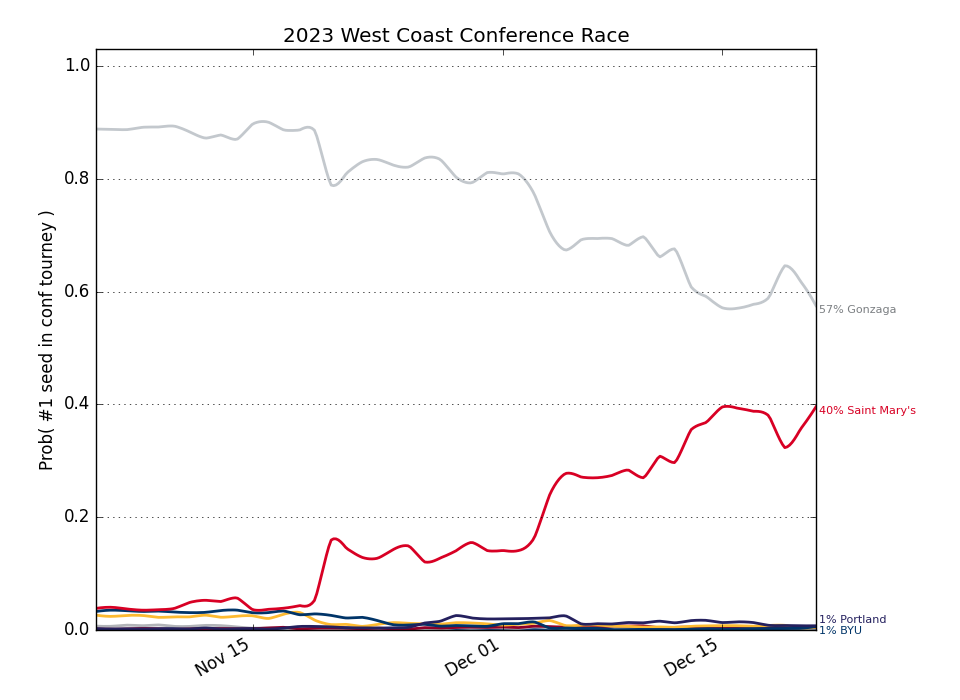 2023 West Coast Conference Race
Prob( #1 seed in conf tourney )
1.0
0.8
0.6
0.4
0.2
0.0
57% Gonzaga
40% Saint Mary's
1% Portland
1% BYU
Nov 15
Dec 01
Dec 15